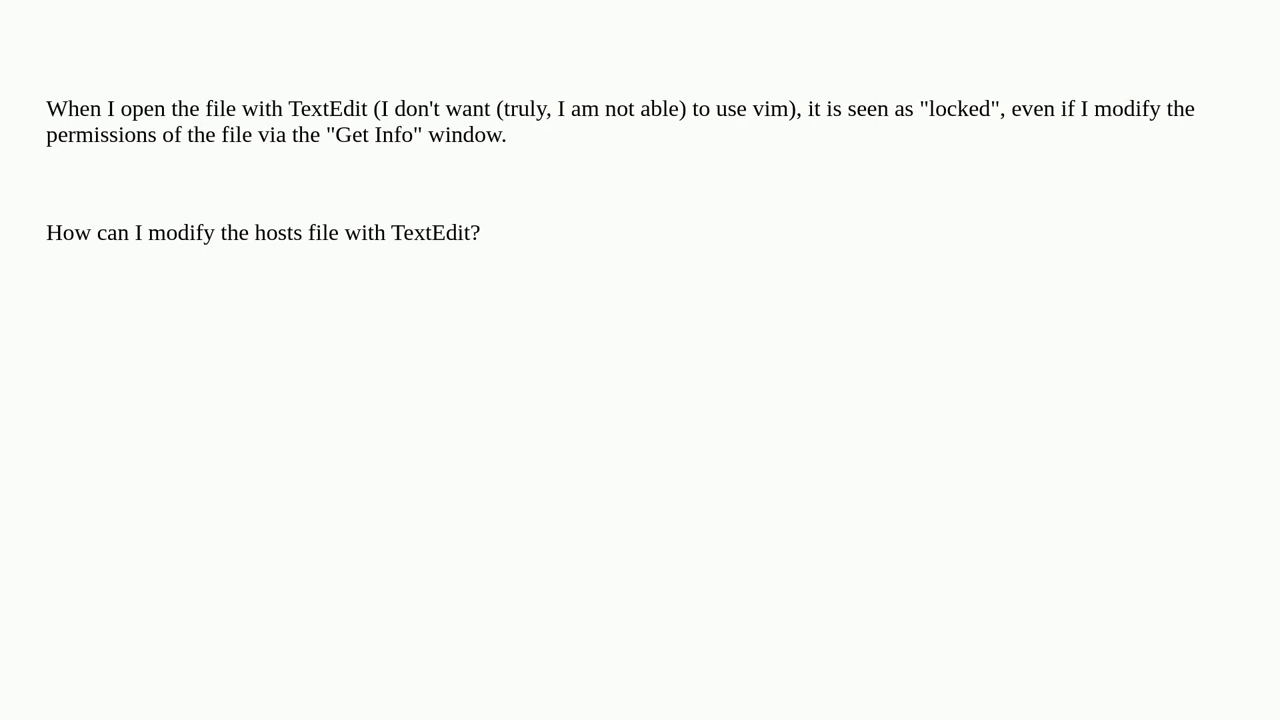 When I open the file with TextEdit (I don't want (truly, I am not able) to use vim), it is seen as "locked", even if I modify the
permissions of the file via the "Get Info" window.
How can I modify the hosts file with TextEdit?